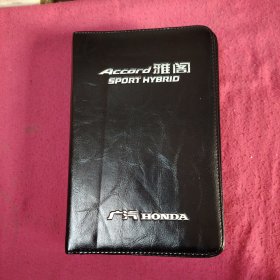 Accord 雅阁
SPORT HYBRID
广汽 HONDA